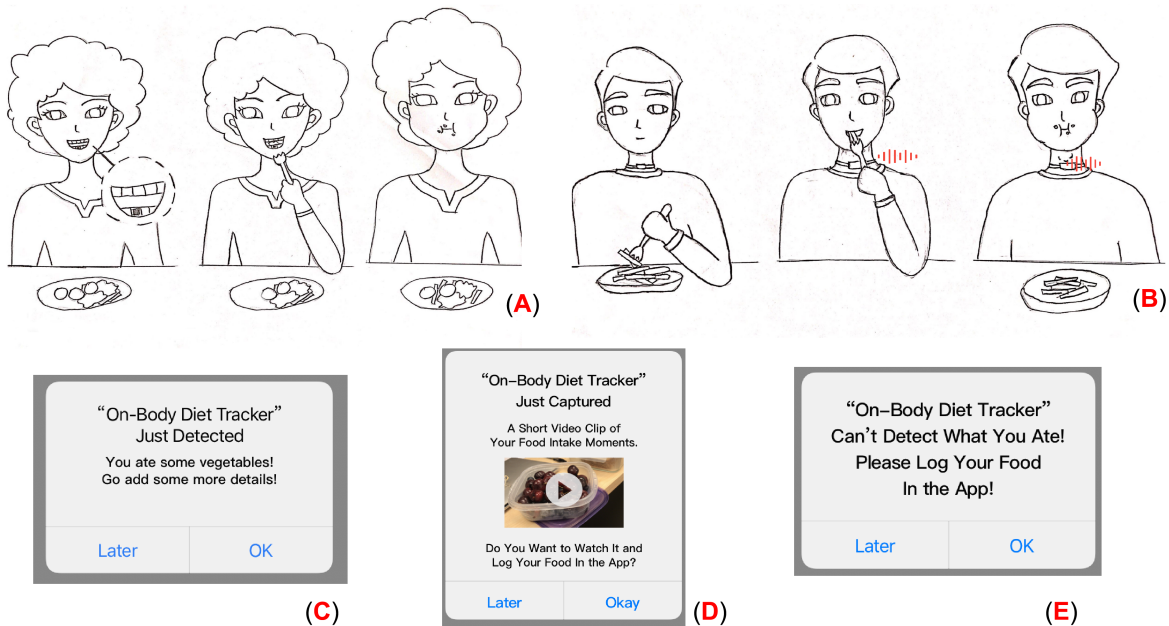 (A)
(B)
“On-Body Diet Tracker”
Just Detected
You ate some vegetables!
Go add some more details!
Later
OK
(C)
“On-Body Diet Tracker”
Just Captured
A Short Video Clip of
Your Food Intake Moments.
Do You Want to Watch It and
Log Your Food In the App?
Later
Okay
(D)
“On-Body Diet Tracker”
Can't Detect What You Ate!
Please Log Your Food
In the App!
Later
OK
(E)